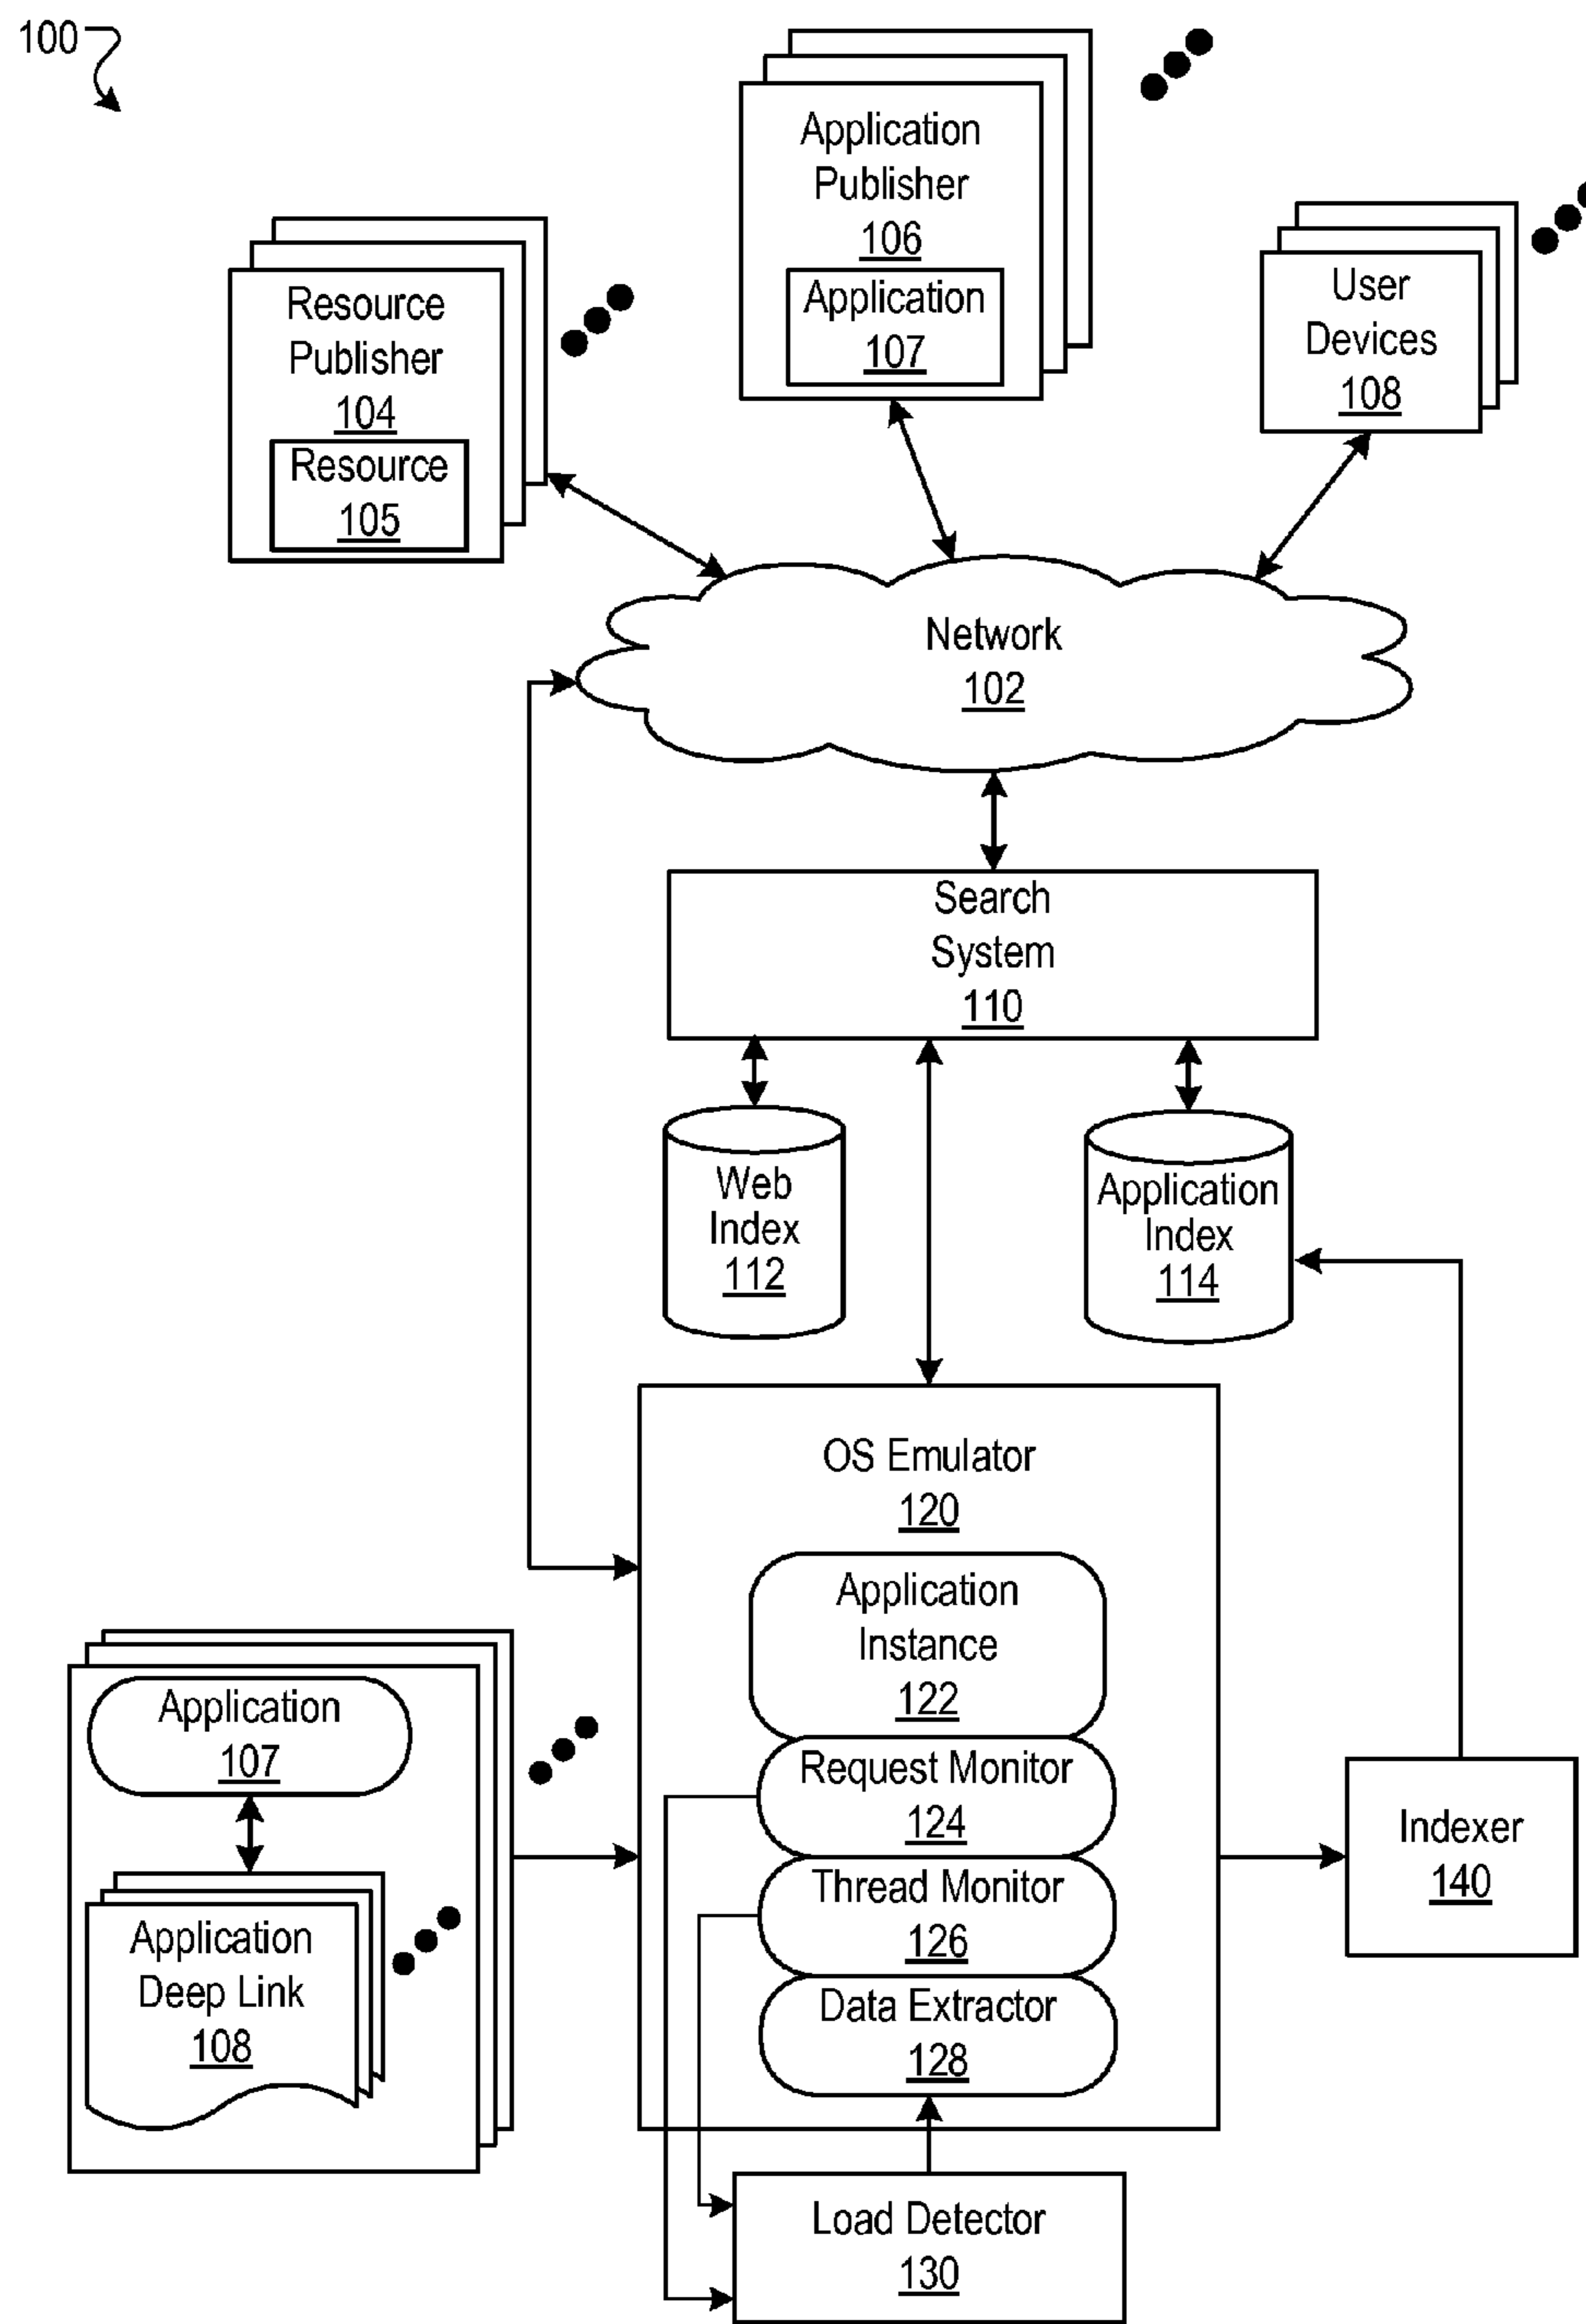 100
Application
Publisher
106
Application
107
Resource
Publisher
104
Resource
105
User
Devices
108
Network
102
Search
System
110
Web
Index
112
Application
Index
114
OS Emulator
120
Application
Instance
122
Request Monitor
124
Thread Monitor
126
Data Extractor
128
Application
107
Application
Deep Link
108
Indexer
140
Load Detector
130